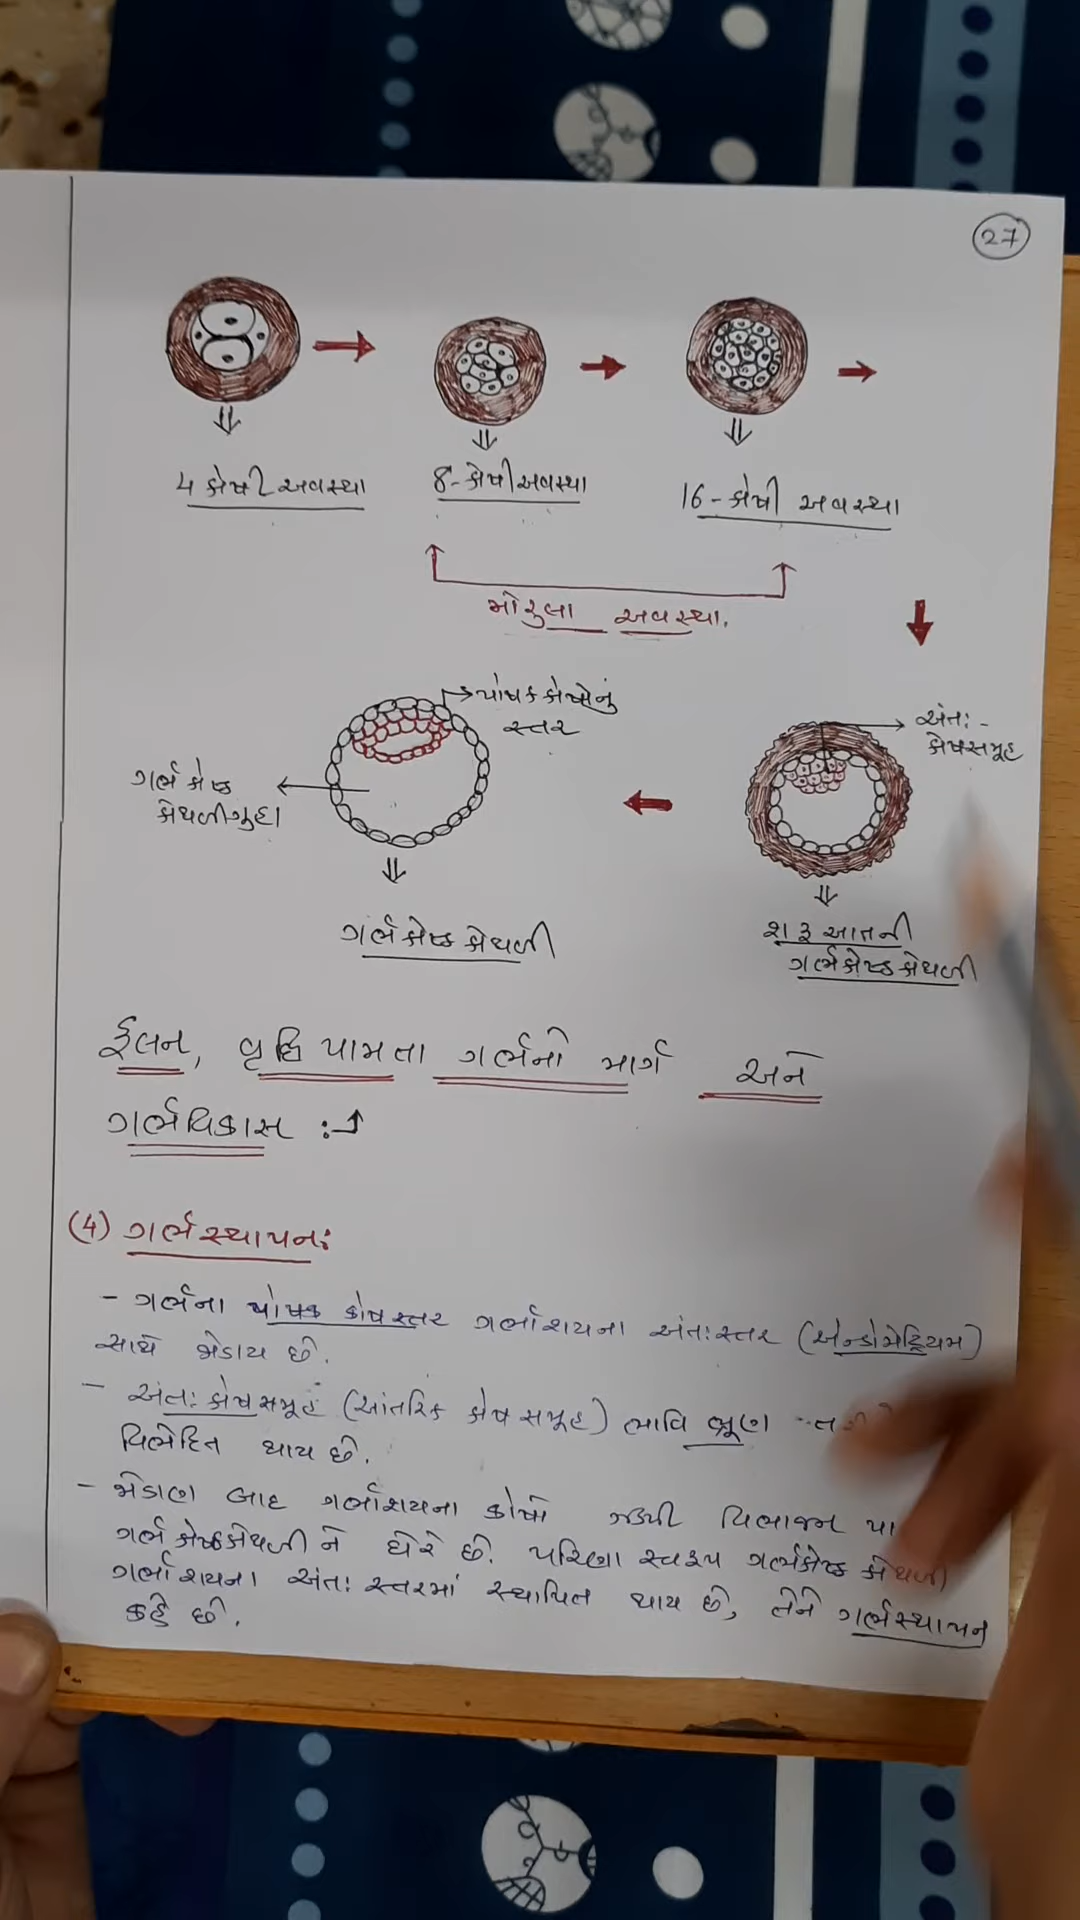 27
4 કોષી અવસ્થા
8-કોષી અવસ્થા
16-કોષી અવસ્થા
મોરુલા અવસ્થા.
પોષક કોષોનું
સ્તર
ગર્ભ કોષ્ઠ
કોથળીગુહા
ગર્ભકોષ્ઠ કોથળી
અંતઃ-
કોષસમૂહ
શરૂઆતની
ગર્ભકોષ્ઠ કોથળી
ફલન, વૃદ્ધિ પામતા ગર્ભનો માર્ગ અને
ગર્ભવિકાસ :-
(4) ગર્ભસ્થાપન:
- ગર્ભના પોષક કોષસ્તર ગર્ભાશયના અંતઃસ્તર (એન્ડોમેટ્રિયમ)
સાથે જોડાય છે.
- અંતઃ કોષસમૂહ (આંતરિક કોષ સમૂહ) ભાવિ ભ્રૂણ
વિભેદિત થાય છે.
- જોડાણ બાદ ગર્ભાશયના કોષો ઝડપી વિભાજન પા
ગર્ભ કોષ્ઠકોથળી ને ઘેરે છે. પરિણામ સ્વરૂપ ગર્ભકોષ્ઠ કોથળી
ગર્ભાશયના અંતઃ સ્તરમાં સ્થાપિત થાય છે, તેને ગર્ભસ્થાપન
કહે છે.